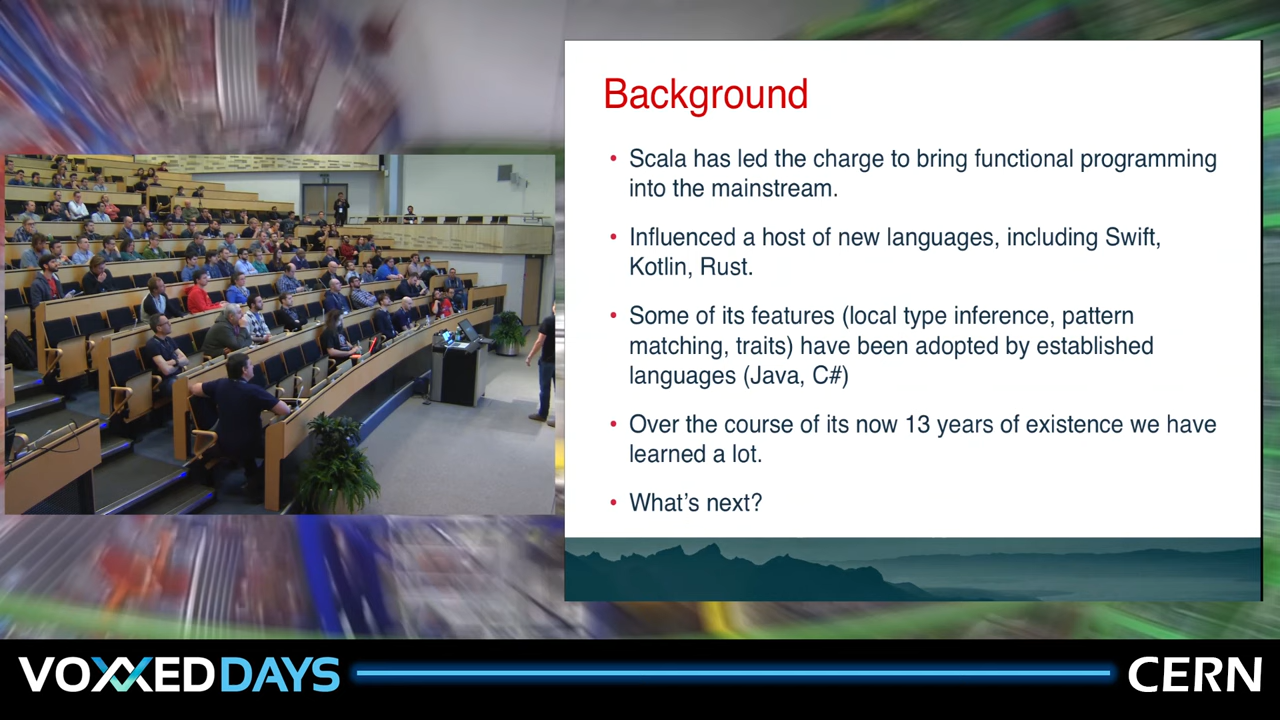 Background
• Scala has led the charge to bring functional programming
into the mainstream.
• Influenced a host of new languages, including Swift,
Kotlin, Rust.
• Some of its features (local type inference, pattern
matching, traits) have been adopted by established
languages (Java, C#)
• Over the course of its now 13 years of existence we have
learned a lot.
• What's next?
VOXXEDDAYS
CERN